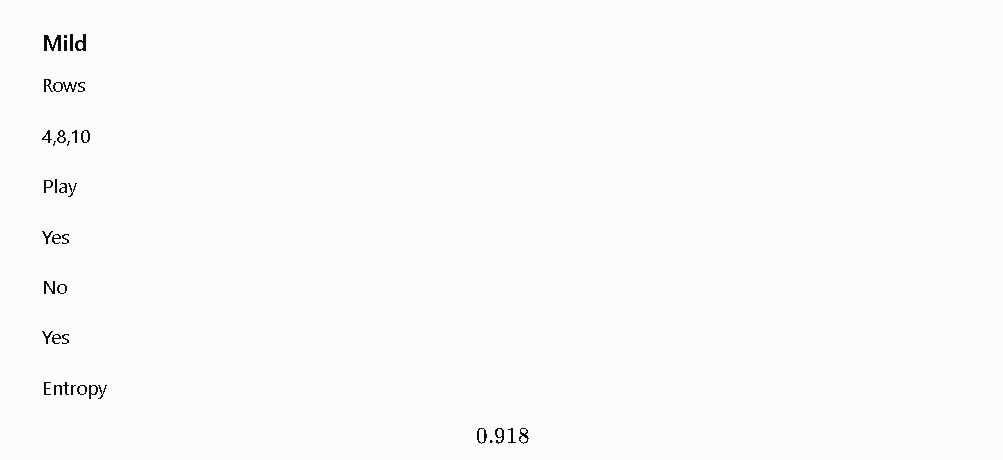 Mild
Rows
4,8,10
Play
Yes
No
Yes
Entropy
0.918